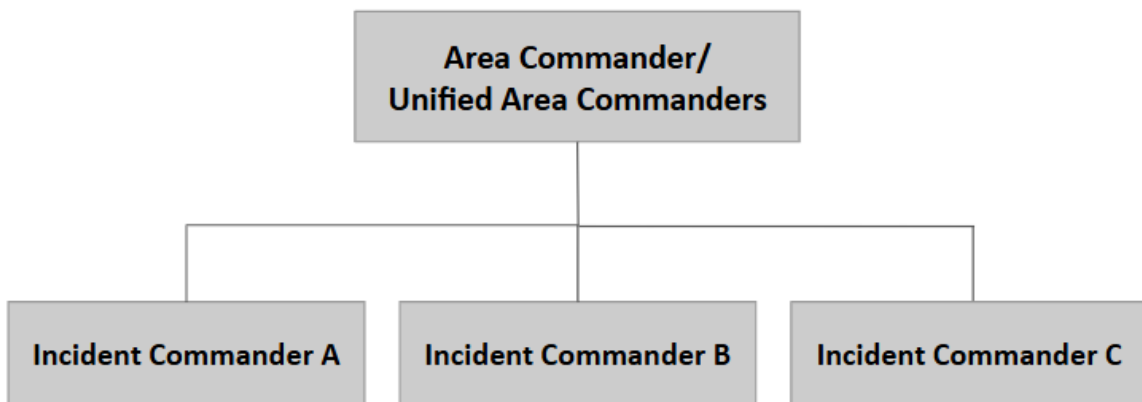 Area Commander/
Unified Area Commanders
Incident Commander A
Incident Commander B
Incident Commander C